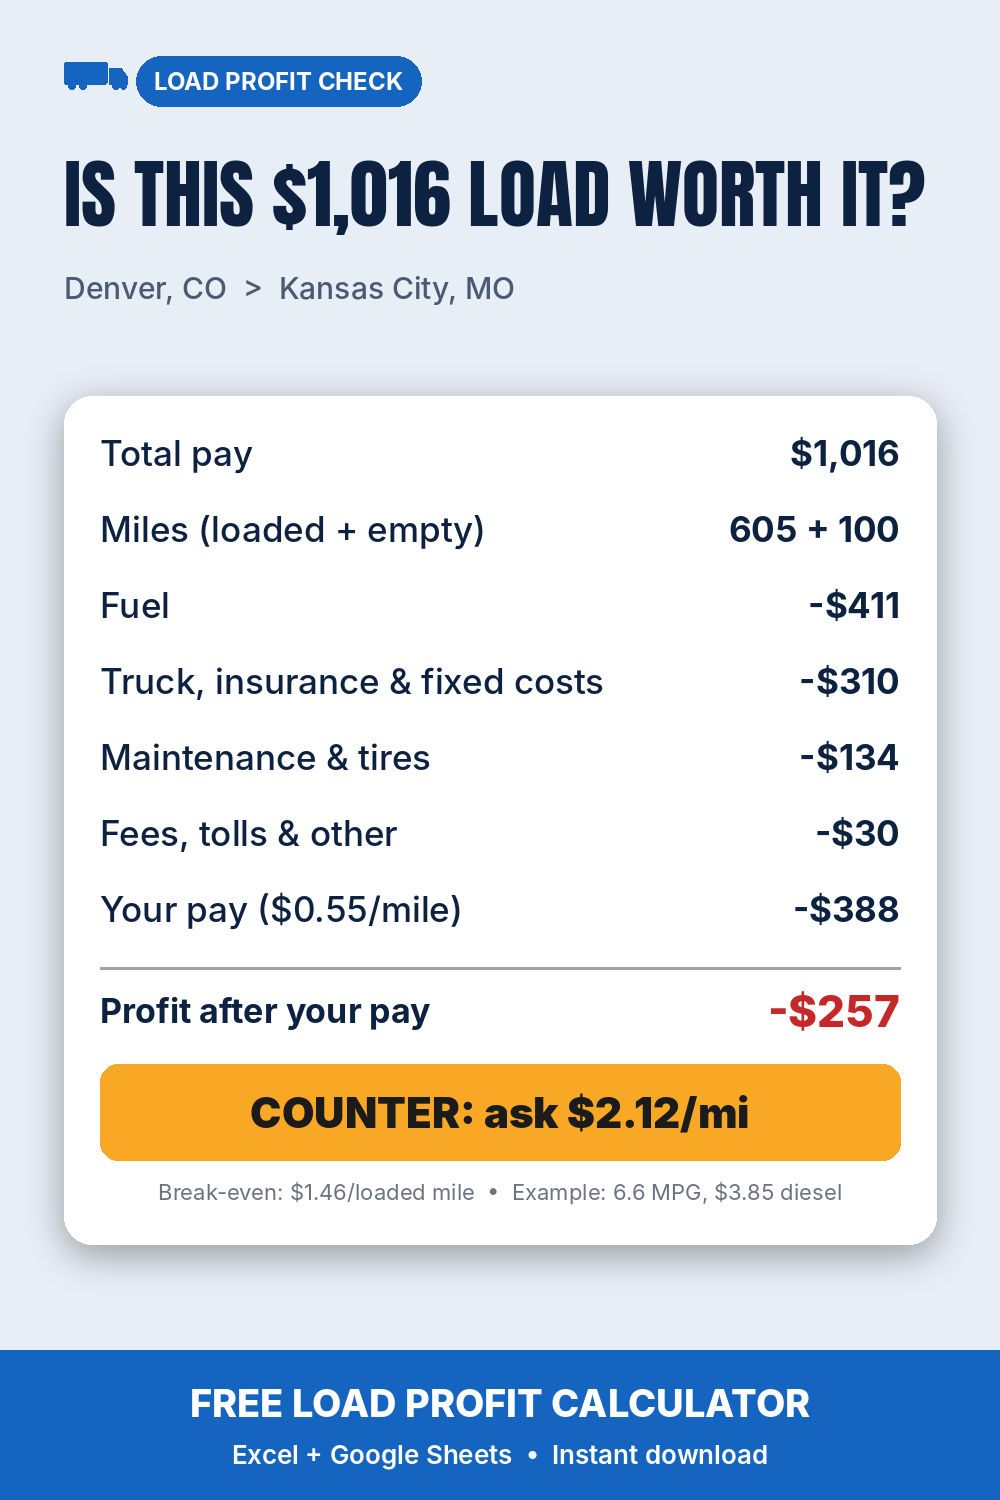 LOAD PROFIT CHECK
IS THIS $1,016 LOAD WORTH IT?
Denver, CO > Kansas City, MO
Total pay $1,016
Miles (loaded + empty) 605 + 100
Fuel -$411
Truck, insurance & fixed costs -$310
Maintenance & tires -$134
Fees, tolls & other -$30
Your pay ($0.55/mile) -$388
Profit after your pay -$257
COUNTER: ask $2.12/mi
Break-even: $1.46/loaded mile • Example: 6.6 MPG, $3.85 diesel
FREE LOAD PROFIT CALCULATOR
Excel + Google Sheets • Instant download